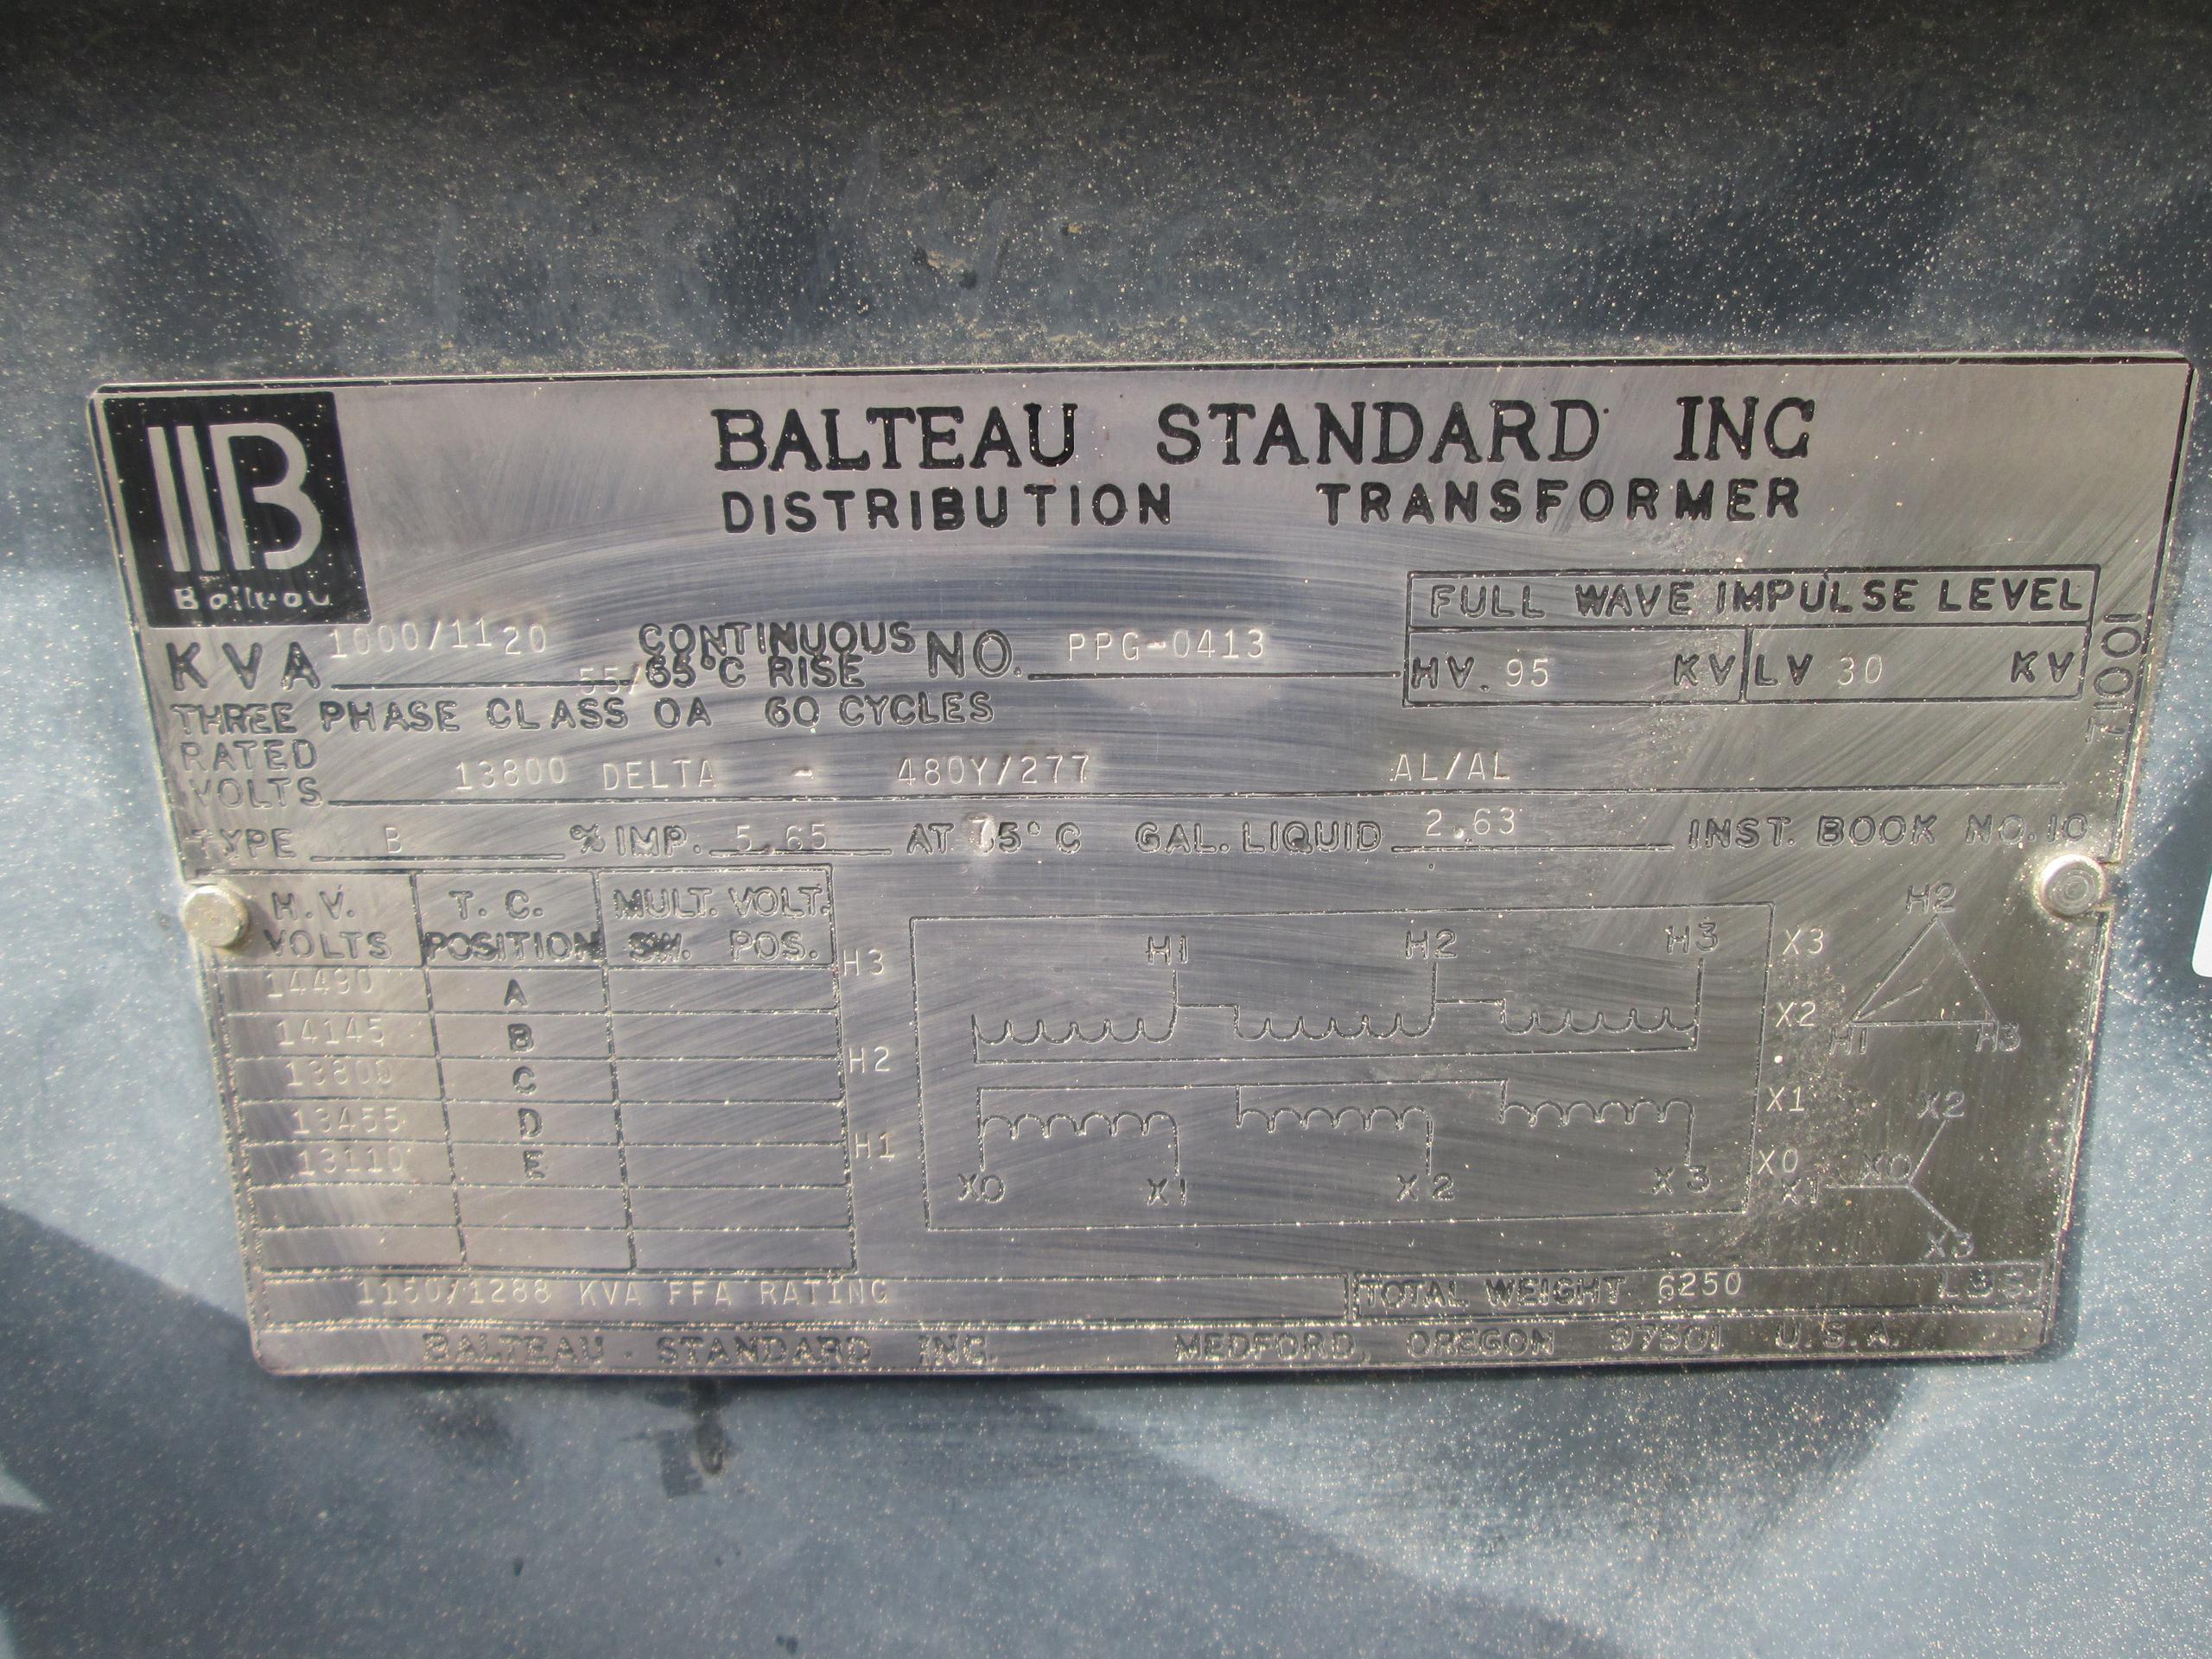 BALTEAU STANDARD INC
DISTRIBUTION TRANSFORMER
FULL WAVE IMPULSE LEVEL
HV. 95 KV LV 30 KV
KVA 1000/1120 55/65°C RISE CONTINUOUS NO. PPG-0413
THREE PHASE CLASS OA 60 CYCLES
RATED VOLTS 13800 DELTA - 480Y/277 AL/AL
TYPE B % IMP. 5.65 AT 75°C GAL. LIQUID 2.63 INST. BOOK NO. 10
H.V. VOLTS T. C. POSITION MULT. VOLT. SW. POS.
14490 A
14145 B
13800 C
13455 D
13110 E
H3
H2
H1
H1 H2 H3
X0 X1 X2 X3
X3
X2
X1
X0
H2
H1 H3
X2
X0
X1
X3
1150/1288 KVA FFA RATING
TOTAL WEIGHT 6250 LBS.
BALTEAU STANDARD INC. MEDFORD, OREGON 97501 U.S.A.